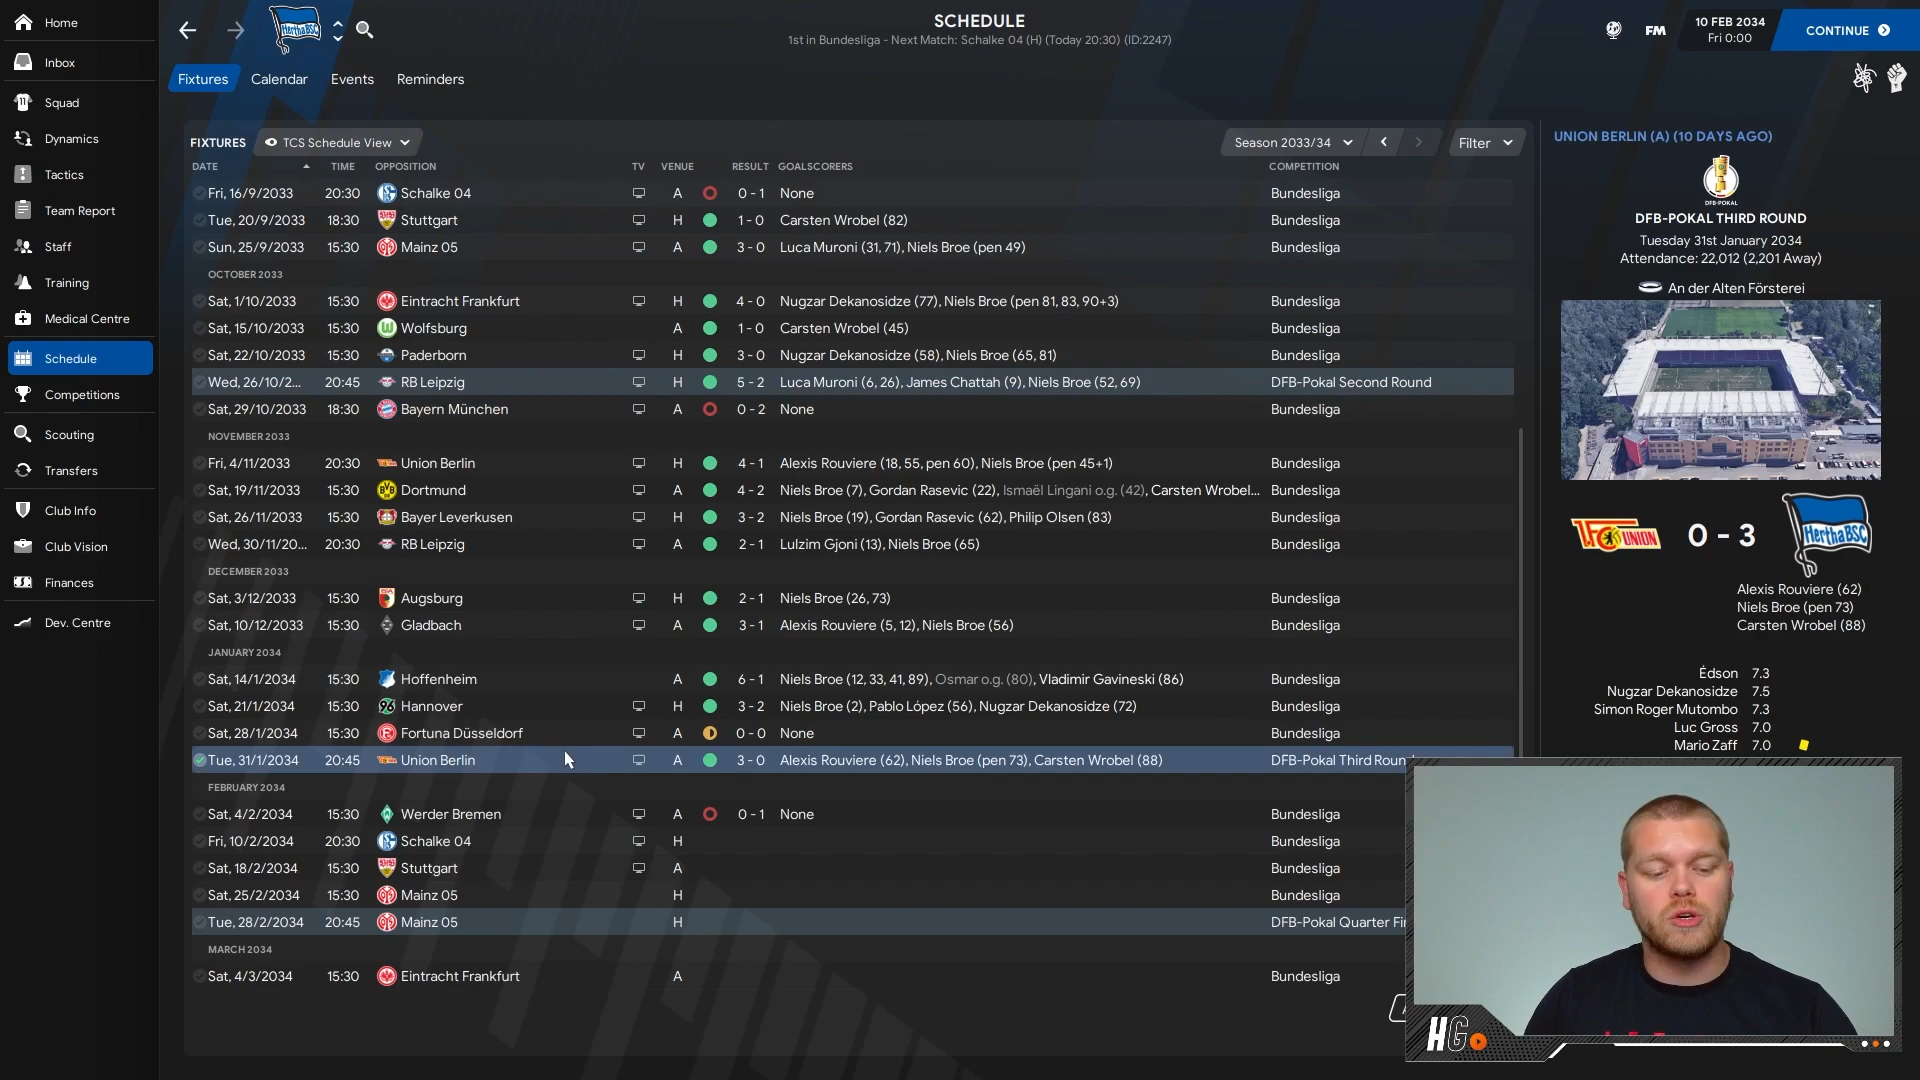 Home
Inbox
Squad
Dynamics
Tactics
Team Report
Staff
Training
Medical Centre
Schedule
Competitions
Scouting
Transfers
Club Info
Club Vision
Finances
Dev. Centre
Hertha BSC
SCHEDULE
1st in Bundesliga - Next Match: Schalke 04 (H) (Today 20:30) (ID:2247)
FM
10 FEB 2034
Fri 0:00
CONTINUE
Fixtures Calendar Events Reminders
FIXTURES TCS Schedule View Season 2033/34 Filter
DATE TIME OPPOSITION TV VENUE RESULT GOALSCORERS COMPETITION
Fri, 16/9/2033 20:30 Schalke 04 A 0 - 1 None Bundesliga
Tue, 20/9/2033 18:30 Stuttgart H 1 - 0 Carsten Wrobel (82) Bundesliga
Sun, 25/9/2033 15:30 Mainz 05 A 3 - 0 Luca Muroni (31, 71), Niels Broe (pen 49) Bundesliga
OCTOBER 2033
Sat, 1/10/2033 15:30 Eintracht Frankfurt H 4 - 0 Nugzar Dekanosidze (77), Niels Broe (pen 81, 83, 90+3) Bundesliga
Sat, 15/10/2033 15:30 Wolfsburg A 1 - 0 Carsten Wrobel (45) Bundesliga
Sat, 22/10/2033 15:30 Paderborn H 3 - 0 Nugzar Dekanosidze (58), Niels Broe (65, 81) Bundesliga
Wed, 26/10/2... 20:45 RB Leipzig H 5 - 2 Luca Muroni (6, 26), James Chattah (9), Niels Broe (52, 69) DFB-Pokal Second Round
Sat, 29/10/2033 18:30 Bayern München A 0 - 2 None Bundesliga
NOVEMBER 2033
Fri, 4/11/2033 20:30 Union Berlin H 4 - 1 Alexis Rouviere (18, 55, pen 60), Niels Broe (pen 45+1) Bundesliga
Sat, 19/11/2033 15:30 Dortmund A 4 - 2 Niels Broe (7), Gordan Rasevic (22), Ismaël Lingani o.g. (42), Carsten Wrobel... Bundesliga
Sat, 26/11/2033 15:30 Bayer Leverkusen H 3 - 2 Niels Broe (19), Gordan Rasevic (62), Philip Olsen (83) Bundesliga
Wed, 30/11/20... 20:30 RB Leipzig A 2 - 1 Lulzim Gjoni (13), Niels Broe (65) Bundesliga
DECEMBER 2033
Sat, 3/12/2033 15:30 Augsburg H 2 - 1 Niels Broe (26, 73) Bundesliga
Sat, 10/12/2033 15:30 Gladbach A 3 - 1 Alexis Rouviere (5, 12), Niels Broe (56) Bundesliga
JANUARY 2034
Sat, 14/1/2034 15:30 Hoffenheim A 6 - 1 Niels Broe (12, 33, 41, 89), Osmar o.g. (80), Vladimir Gavineski (86) Bundesliga
Sat, 21/1/2034 15:30 Hannover H 3 - 2 Niels Broe (2), Pablo López (56), Nugzar Dekanosidze (72) Bundesliga
Sat, 28/1/2034 15:30 Fortuna Düsseldorf A 0 - 0 None Bundesliga
Tue, 31/1/2034 20:45 Union Berlin A 3 - 0 Alexis Rouviere (62), Niels Broe (pen 73), Carsten Wrobel (88) DFB-Pokal Third Roun
FEBRUARY 2034
Sat, 4/2/2034 15:30 Werder Bremen A 0 - 1 None Bundesliga
Fri, 10/2/2034 20:30 Schalke 04 H Bundesliga
Sat, 18/2/2034 15:30 Stuttgart A Bundesliga
Sat, 25/2/2034 15:30 Mainz 05 H Bundesliga
Tue, 28/2/2034 20:45 Mainz 05 H DFB-Pokal Quarter Fi
MARCH 2034
Sat, 4/3/2034 15:30 Eintracht Frankfurt A Bundesliga
UNION BERLIN (A) (10 DAYS AGO)
DFB-POKAL
DFB-POKAL THIRD ROUND
Tuesday 31st January 2034
Attendance: 22,012 (2,201 Away)
An der Alten Försterei
1.FC UNION 0 - 3 Hertha BSC
Alexis Rouviere (62)
Niels Broe (pen 73)
Carsten Wrobel (88)
Édson 7.3
Nugzar Dekanosidze 7.5
Simon Roger Mutombo 7.3
Luc Gross 7.0
Mario Zaff 7.0
HG